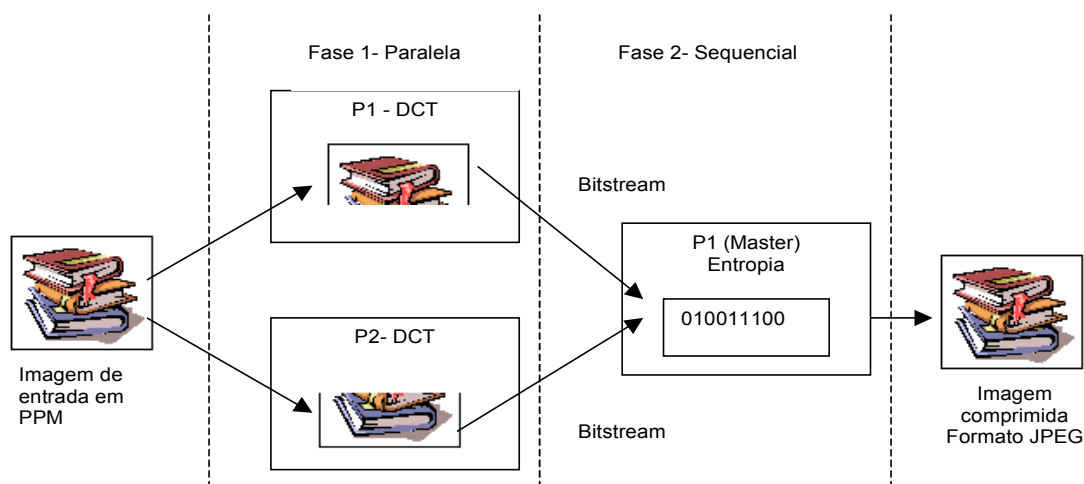 Fase 1- Paralela
Fase 2- Sequencial
P1 - DCT
Bitstream
P1 (Master)
Entropia
010011100
P2- DCT
Imagem de
entrada em
PPM
Bitstream
Imagem
comprimida
Formato JPEG